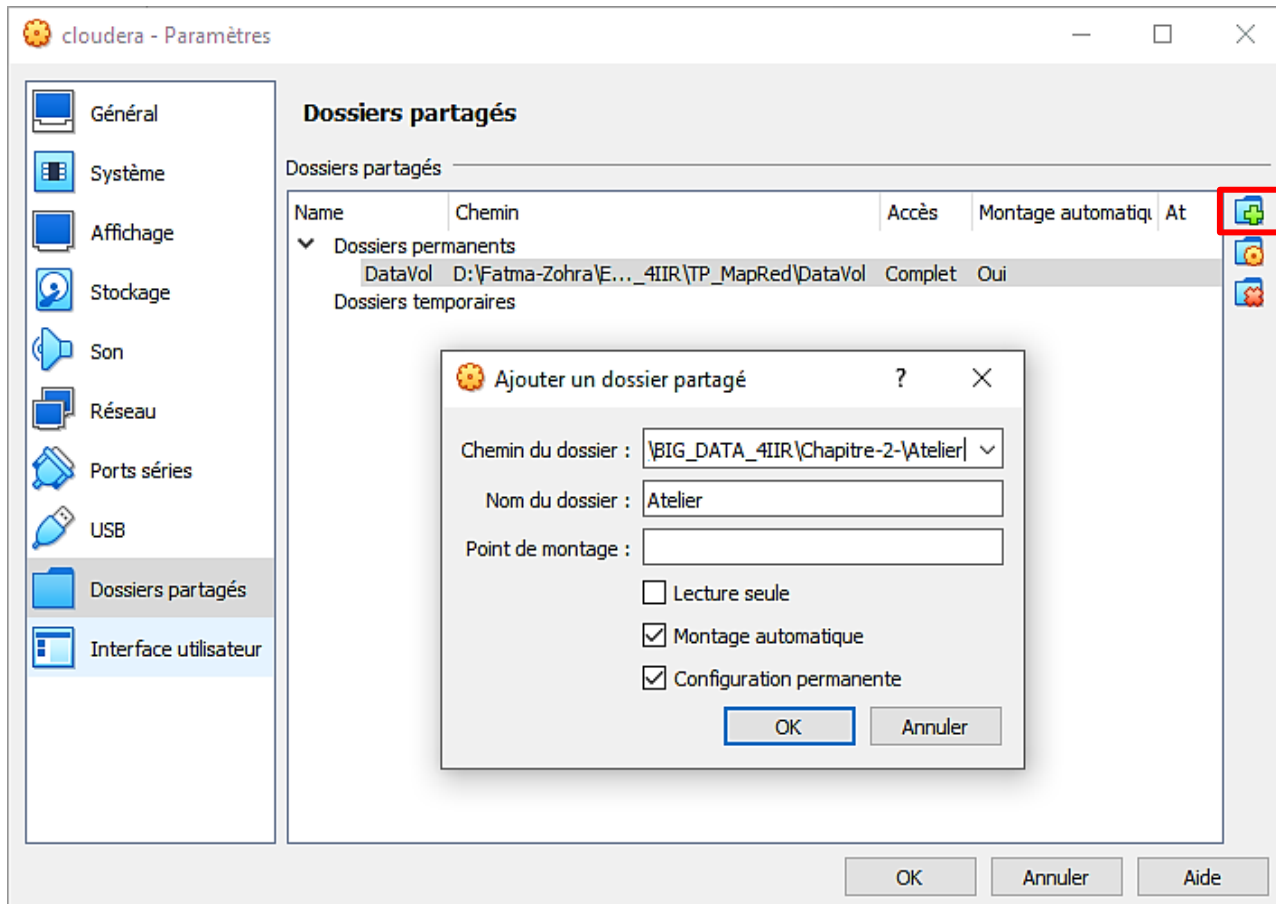 cloudera - Paramètres
Général
Système
Affichage
Stockage
Son
Réseau
Ports séries
USB
Dossiers partagés
Interface utilisateur
Dossiers partagés
Dossiers partagés
Name Chemin Accès Montage automatiqu At
Dossiers permanents
DataVol D:\Fatma-Zohra\E..._4IIR\TP_MapRed\DataVol Complet Oui
Dossiers temporaires
Ajouter un dossier partagé ?
Chemin du dossier : \BIG_DATA_4IIR\Chapitre-2-\Atelier
Nom du dossier : Atelier
Point de montage :
Lecture seule
Montage automatique
Configuration permanente
OK Annuler
OK Annuler Aide